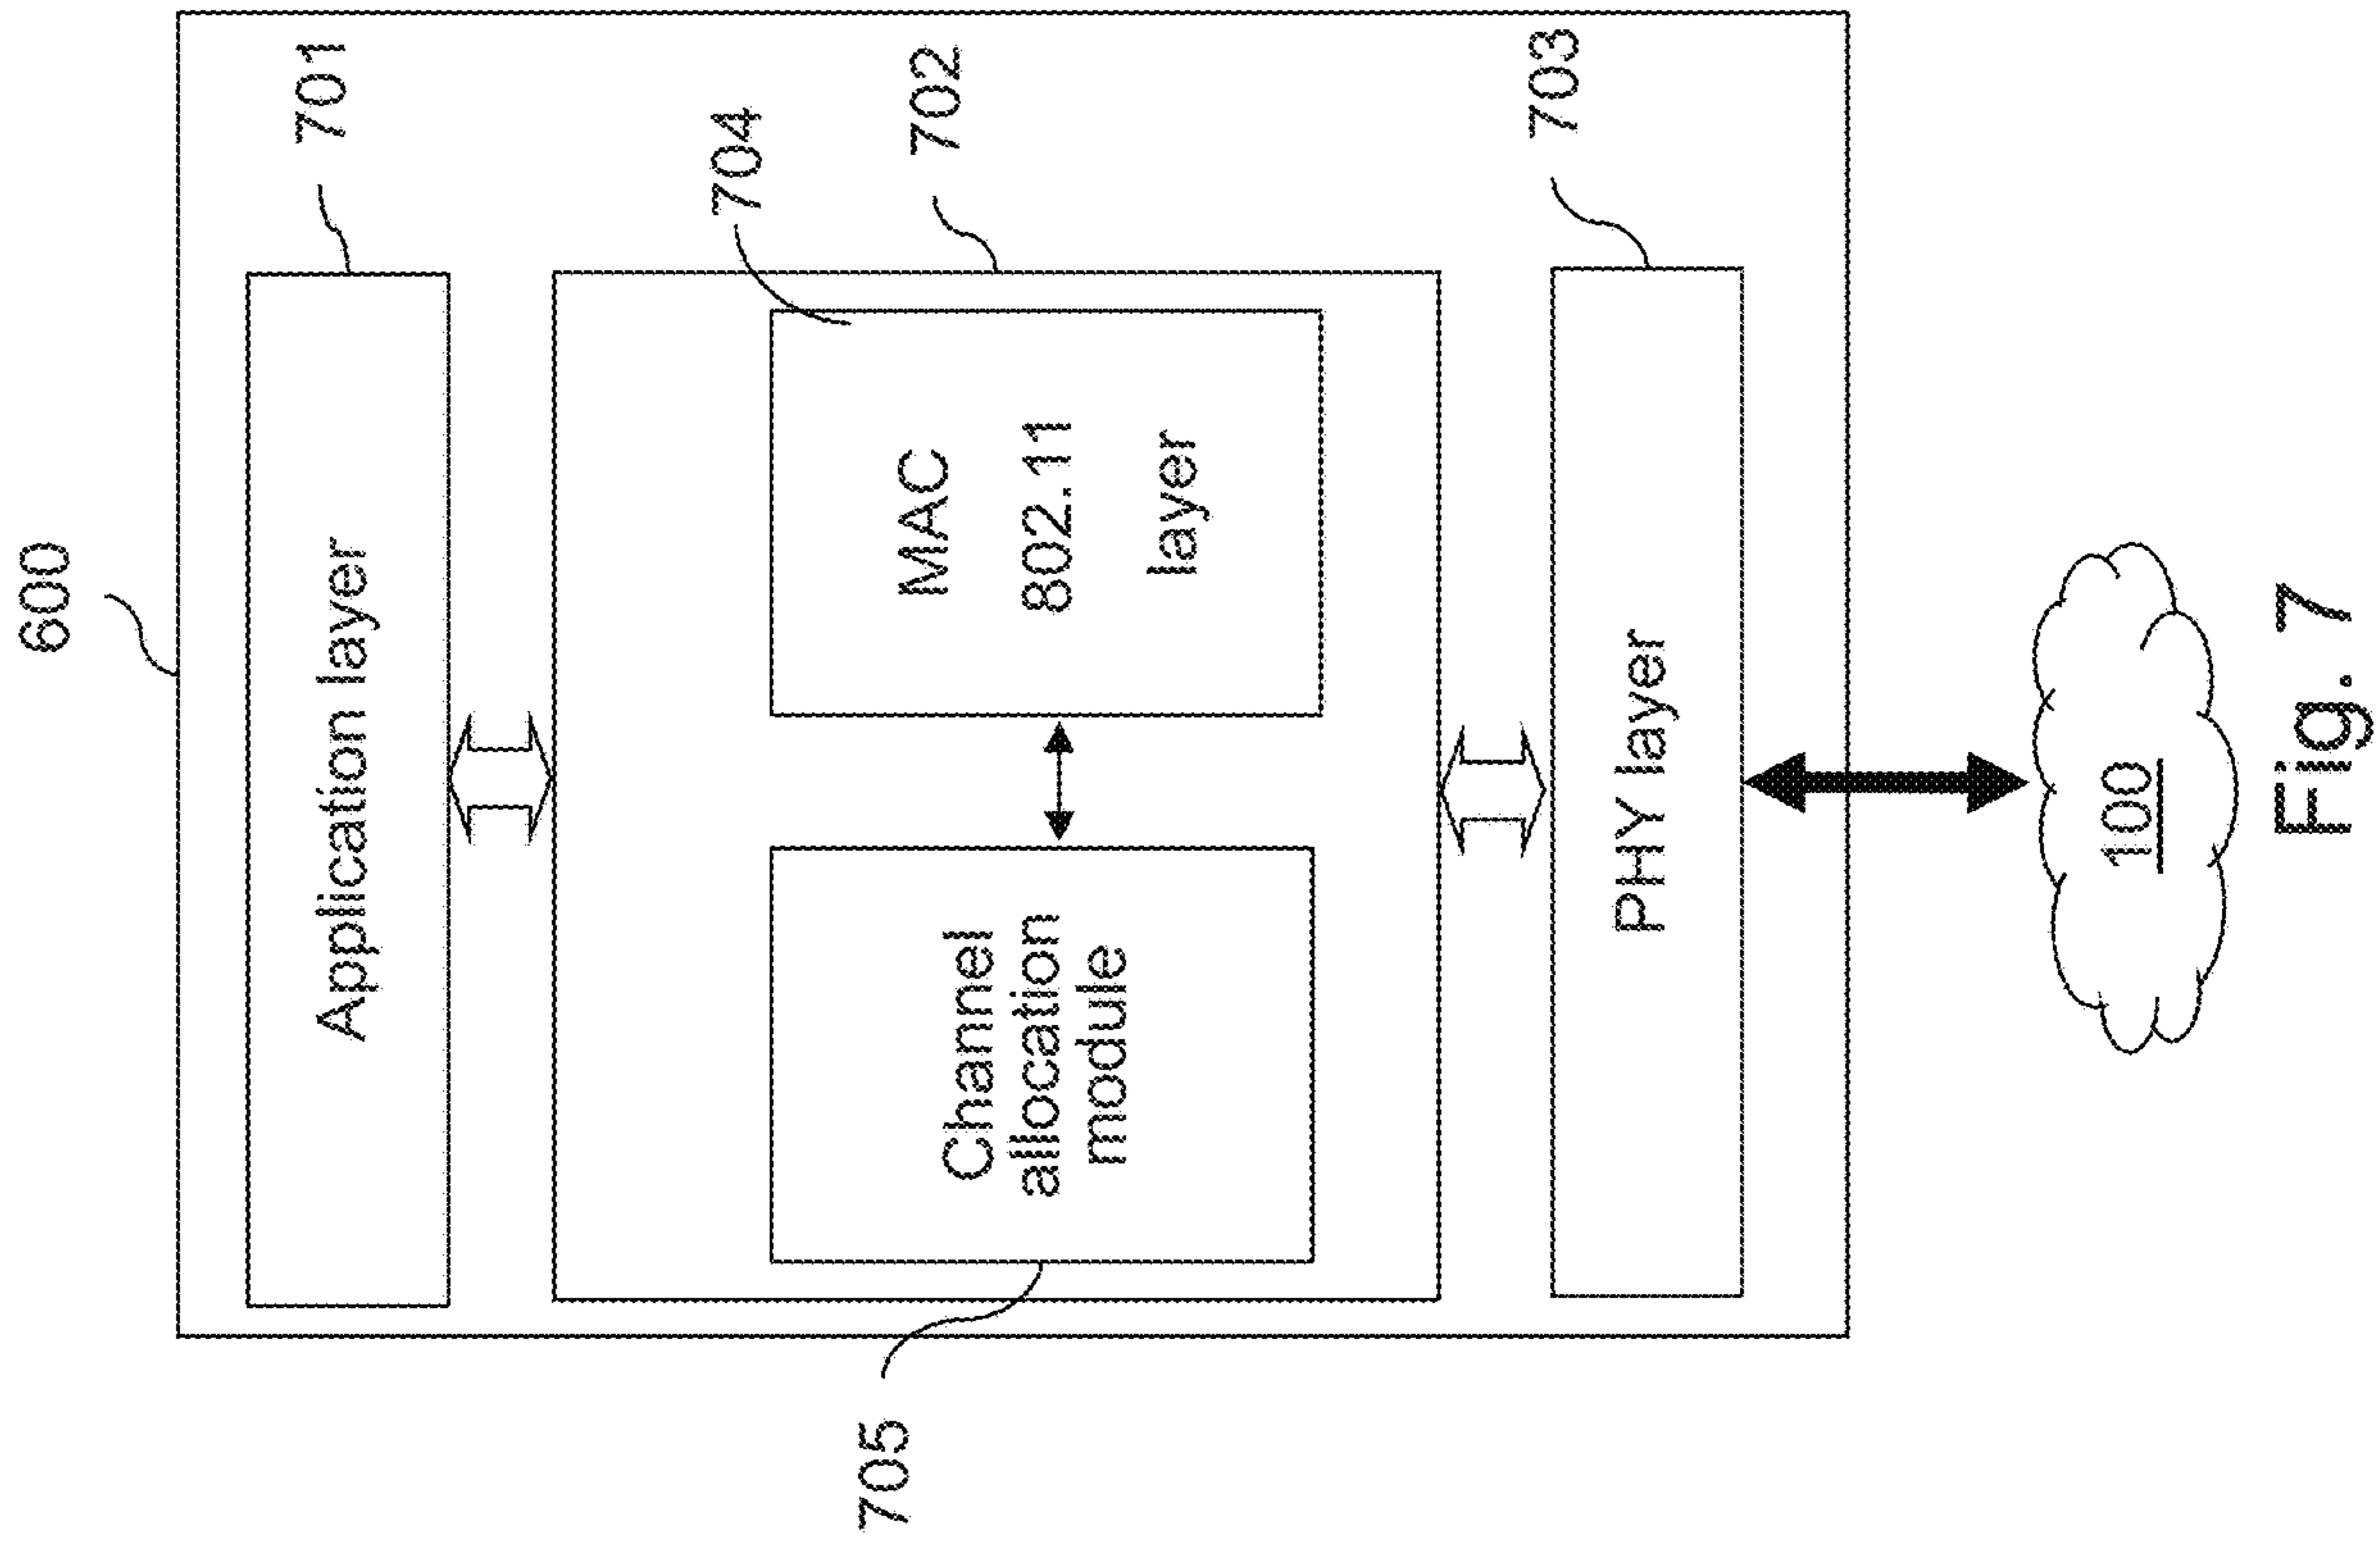 600
Application layer
701
702
704
MAC
802.11
layer
Channel
allocation
module
705
PHY layer
703
100
Fig. 7